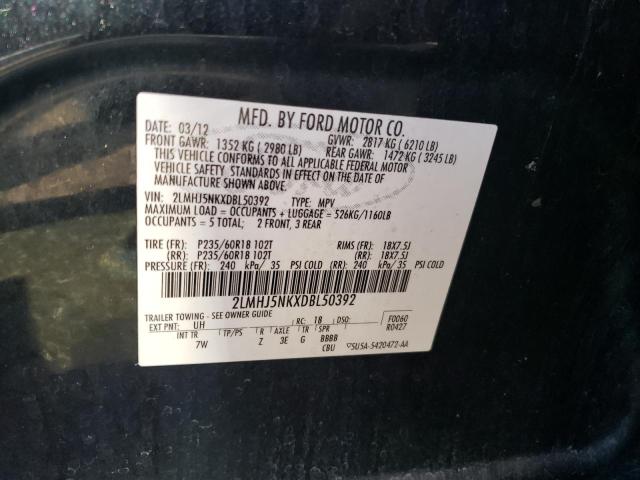 MFD. BY FORD MOTOR CO.
DATE: 03/12 GVWR: 2817 KG ( 6210 LB)
FRONT GAWR: 1352 KG ( 2980 LB) REAR GAWR: 1472 KG ( 3245 LB)
THIS VEHICLE CONFORMS TO ALL APPLICABLE FEDERAL MOTOR
VEHICLE SAFETY STANDARDS IN EFFECT ON THE DATE OF
MANUFACTURE SHOWN ABOVE.
VIN: 2LMHJ5NKXDBL50392 TYPE: MPV
MAXIMUM LOAD = OCCUPANTS + LUGGAGE = 526KG/1160LB
OCCUPANTS = 5 TOTAL; 2 FRONT, 3 REAR
TIRE (FR): P235/60R18 102T RIMS (FR): 18X7.5J
(RR): P235/60R18 102T (RR): 18X7.5J
PRESSURE (FR): 240 kPa/ 35 PSI COLD (RR) 240 kPa/ 35 PSI COLD
2LMHJ5NKXDBL50392
TRAILER TOWING - SEE OWNER GUIDE
EXT PNT: UH RC: 18 DSO: F0060
R0427
INT TR TP/PS R AXLE TR SPR
7W Z 3E G BBBB
CBU 5U5A-5420472-AA